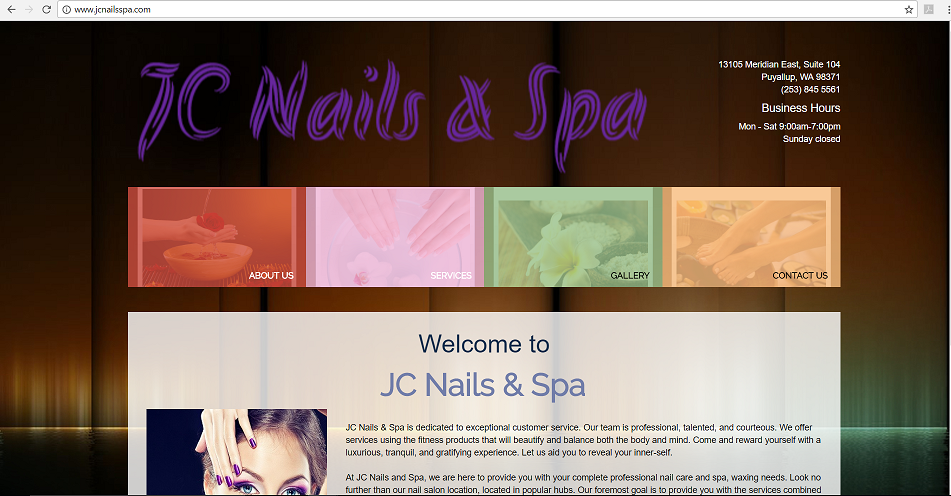 www.jcnailsspa.com
JC Nails & Spa
13105 Meridian East, Suite 104
Puyallup, WA 98371
(253) 845 5561
Business Hours
Mon - Sat 9:00am-7:00pm
Sunday closed
ABOUT US
SERVICES
GALLERY
CONTACT US
Welcome to
JC Nails & Spa
JC Nails & Spa is dedicated to exceptional customer service. Our team is professional, talented, and courteous. We offer
services using the fitness products that will beautify and balance both the body and mind. Come and reward yourself with a
luxurious, tranquil, and gratifying experience. Let us aid you to reveal your inner-self.
At JC Nails and Spa, we are here to provide you with your complete professional nail care and spa, waxing needs. Look no
further than our nail salon location, located in popular hubs. Our foremost goal is to provide you with the services combined